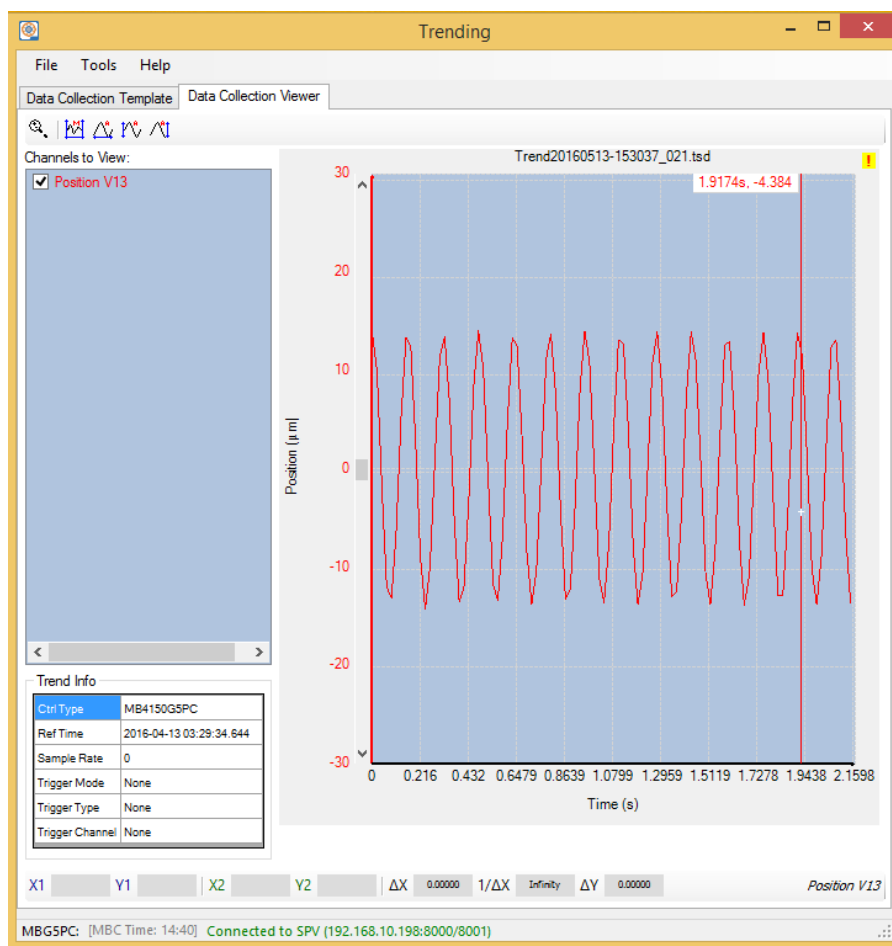 Trending
File Tools Help
Data Collection Template Data Collection Viewer
Channels to View:
Position V13
Trend20160513-153037_021.tsd
!
1.9174s, -4.384
30
20
10
0
-10
-20
-30
Position (µm)
0 0.216 0.432 0.6479 0.8639 1.0799 1.2959 1.5119 1.7278 1.9438 2.1598
Time (s)
Trend Info
Ctrl Type MB4150G5PC
Ref Time 2016-04-13 03:29:34.644
Sample Rate 0
Trigger Mode None
Trigger Type None
Trigger Channel None
X1 Y1 X2 Y2 ΔX 0.00000 1/ΔX Infinity ΔY 0.00000 Position V13
MBG5PC: [MBC Time: 14:40] Connected to SPV (192.168.10.198:8000/8001)